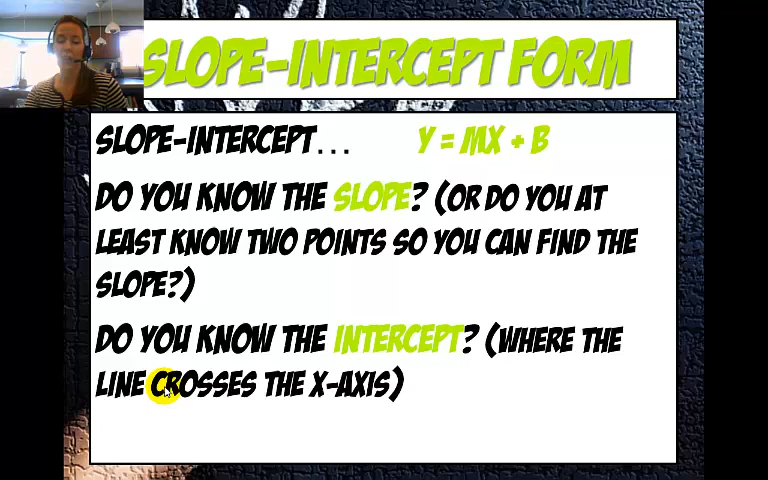 SLOPE-INTERCEPT FORM
SLOPE-INTERCEPT... Y = MX + B
DO YOU KNOW THE SLOPE? (OR DO YOU AT
LEAST KNOW TWO POINTS SO YOU CAN FIND THE
SLOPE?)
DO YOU KNOW THE INTERCEPT? (WHERE THE
LINE CROSSES THE X-AXIS)